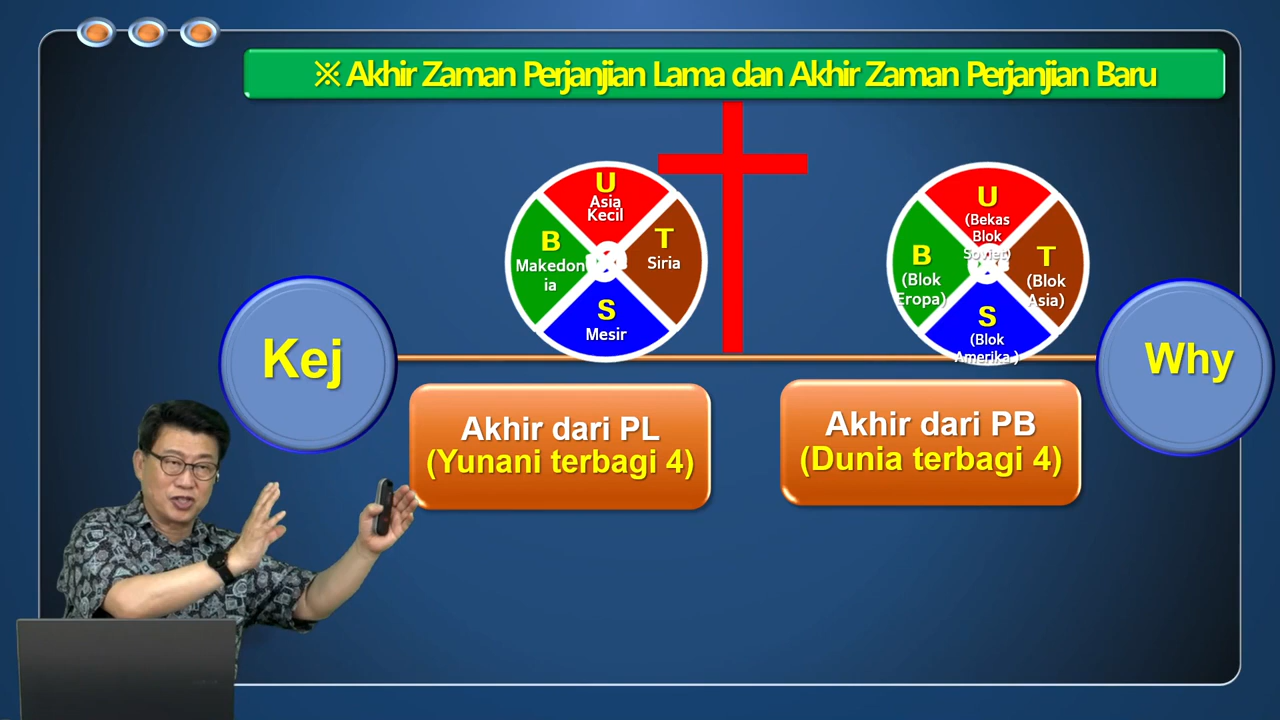 ※ Akhir Zaman Perjanjian Lama dan Akhir Zaman Perjanjian Baru
U
Asia
Kecil
B
Makedon
ia
T
Siria
S
Mesir
U
(Bekas
Blok
Soviet)
B
(Blok
Eropa)
T
(Blok
Asia)
S
(Blok
Amerika )
Kej
Why
Akhir dari PL
(Yunani terbagi 4)
Akhir dari PB
(Dunia terbagi 4)